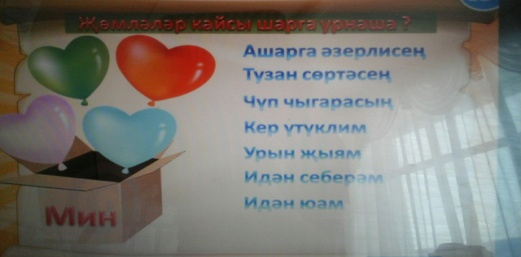 Җөмләләр кайсы шарга урнаша ?
Ашарга әзерлисең
Тузан сөртәсең
Чүп чыгарасың
Кер үтүклим
Урын җыям
Идән себерәм
Идән юам
Мин